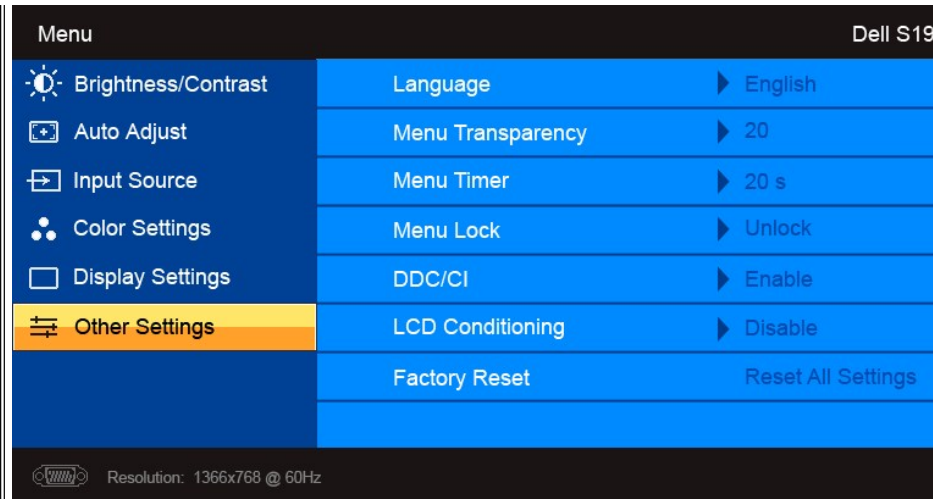 Menu Dell S19
Brightness/Contrast Language English
Auto Adjust Menu Transparency 20
Input Source Menu Timer 20 s
Color Settings Menu Lock Unlock
Display Settings DDC/CI Enable
Other Settings LCD Conditioning Disable
Factory Reset Reset All Settings
Resolution: 1366x768 @ 60Hz